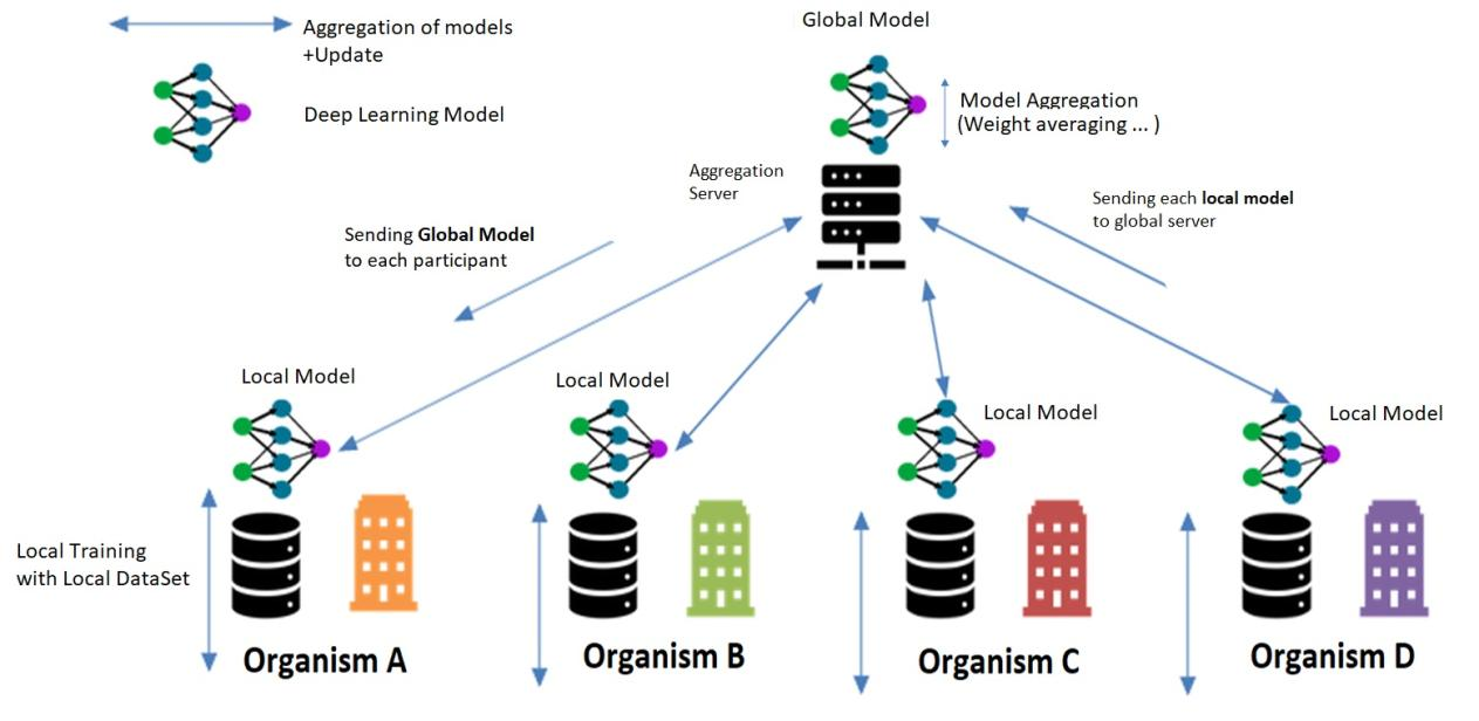 Aggregation of models
+Update
Deep Learning Model
Global Model
Model Aggregation
(Weight averaging ... )
Aggregation
Server
Sending each local model
to global server
Sending Global Model
to each participant
Local Model
Local Model
Local Model
Local Model
Local Training
with Local DataSet
Organism A
Organism B
Organism C
Organism D